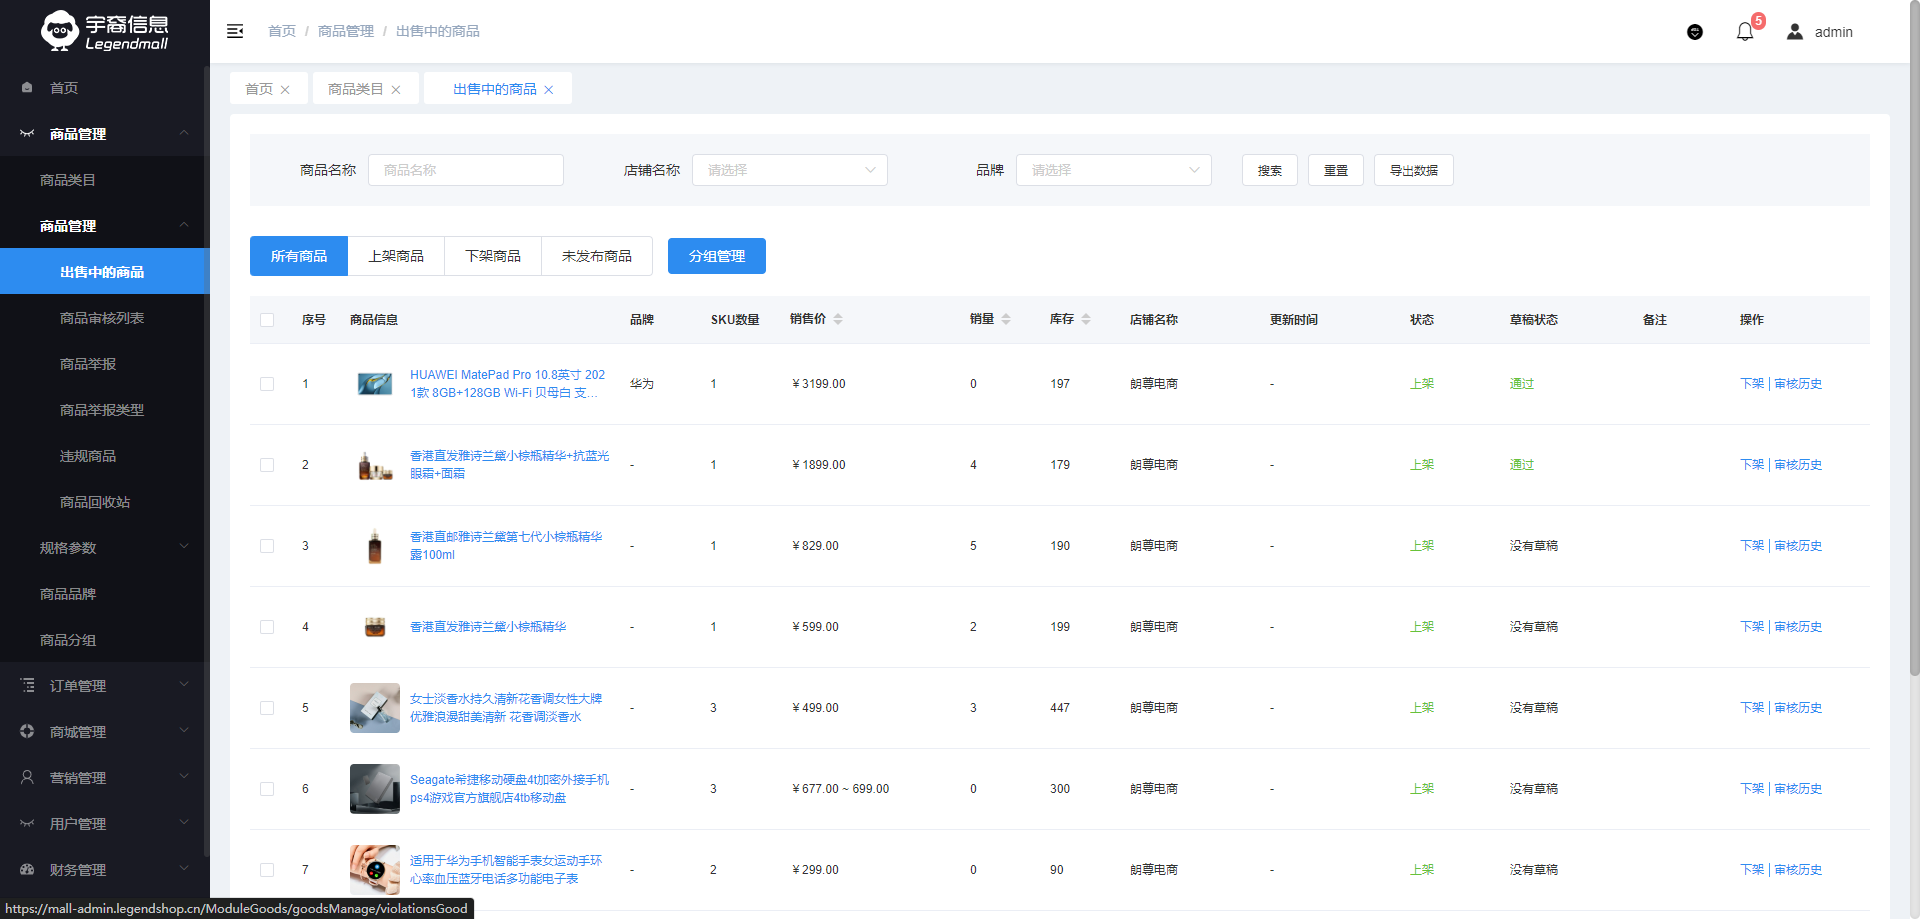 宇裔信息
Legendmall
首页 / 商品管理 / 出售中的商品
5
admin
首页
商品管理
商品类目
商品管理
出售中的商品
商品审核列表
商品举报
商品举报类型
违规商品
商品回收站
规格参数
商品品牌
商品分组
订单管理
商城管理
营销管理
用户管理
财务管理
首页 商品类目 出售中的商品
商品名称 商品名称 店铺名称 请选择 品牌 请选择 搜索 重置 导出数据
所有商品 上架商品 下架商品 未发布商品 分组管理
序号 商品信息 品牌 SKU数量 销售价 销量 库存 店铺名称 更新时间 状态 草稿状态 备注 操作
1 HUAWEI MatePad Pro 10.8英寸 202
1款 8GB+128GB Wi-Fi 贝母白 支… 华为 1 ¥3199.00 0 197 朗尊电商 - 上架 通过 下架 | 审核历史
2 香港直发雅诗兰黛小棕瓶精华+抗蓝光
眼霜+面霜 - 1 ¥1899.00 4 179 朗尊电商 - 上架 通过 下架 | 审核历史
3 香港直邮雅诗兰黛第七代小棕瓶精华
露100ml - 1 ¥829.00 5 190 朗尊电商 - 上架 没有草稿 下架 | 审核历史
4 香港直发雅诗兰黛小棕瓶精华 - 1 ¥599.00 2 199 朗尊电商 - 上架 没有草稿 下架 | 审核历史
5 女士淡香水持久清新花香调女性大牌
优雅浪漫甜美清新 花香调淡香水 - 3 ¥499.00 3 447 朗尊电商 - 上架 没有草稿 下架 | 审核历史
6 Seagate希捷移动硬盘4t加密外接手机
ps4游戏官方旗舰店4tb移动盘 - 3 ¥677.00 ~ 699.00 0 300 朗尊电商 - 上架 没有草稿 下架 | 审核历史
7 适用于华为手机智能手表女运动手环
心率血压蓝牙电话多功能电子表 - 2 ¥299.00 0 90 朗尊电商 - 上架 没有草稿 下架 | 审核历史
https://mall-admin.legendshop.cn/ModuleGoods/goodsManage/violationsGood